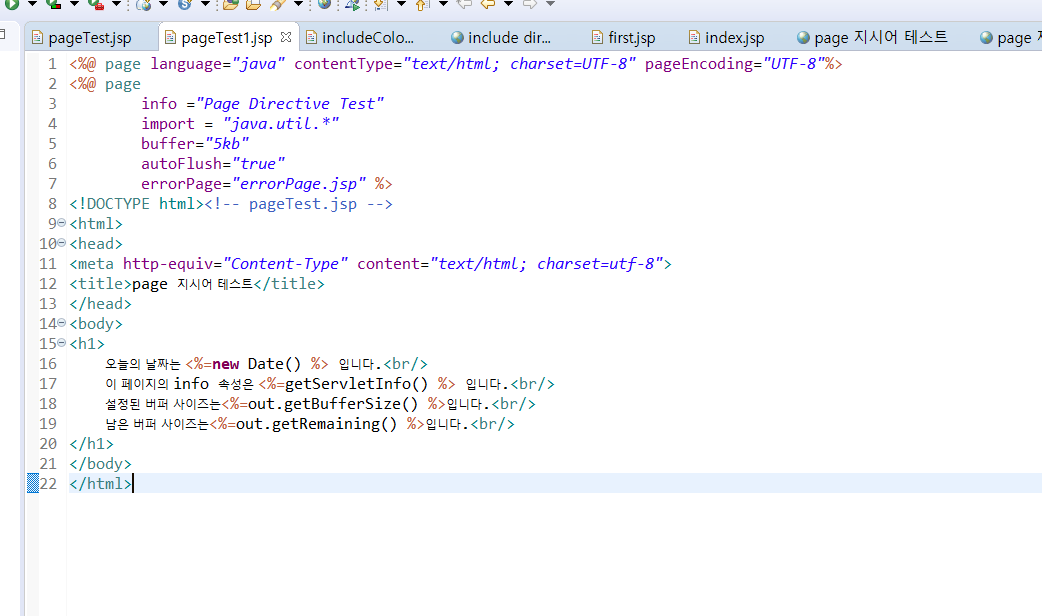 pageTest.jsp pageTest1.jsp includeColo... include dir... first.jsp index.jsp page 지시어 테스트 page
1 <%@ page language="java" contentType="text/html; charset=UTF-8" pageEncoding="UTF-8"%>
2 <%@ page
3 info ="Page Directive Test"
4 import = "java.util.*"
5 buffer="5kb"
6 autoFlush="true"
7 errorPage="errorPage.jsp" %>
8 <!DOCTYPE html><!-- pageTest.jsp -->
9 <html>
10 <head>
11 <meta http-equiv="Content-Type" content="text/html; charset=utf-8">
12 <title>page 지시어 테스트</title>
13 </head>
14 <body>
15 <h1>
16 오늘의 날짜는 <%=new Date() %> 입니다.<br/>
17 이 페이지의 info 속성은 <%=getServletInfo() %> 입니다.<br/>
18 설정된 버퍼 사이즈는<%=out.getBufferSize() %>입니다.<br/>
19 남은 버퍼 사이즈는<%=out.getRemaining() %>입니다.<br/>
20 </h1>
21 </body>
22 </html>